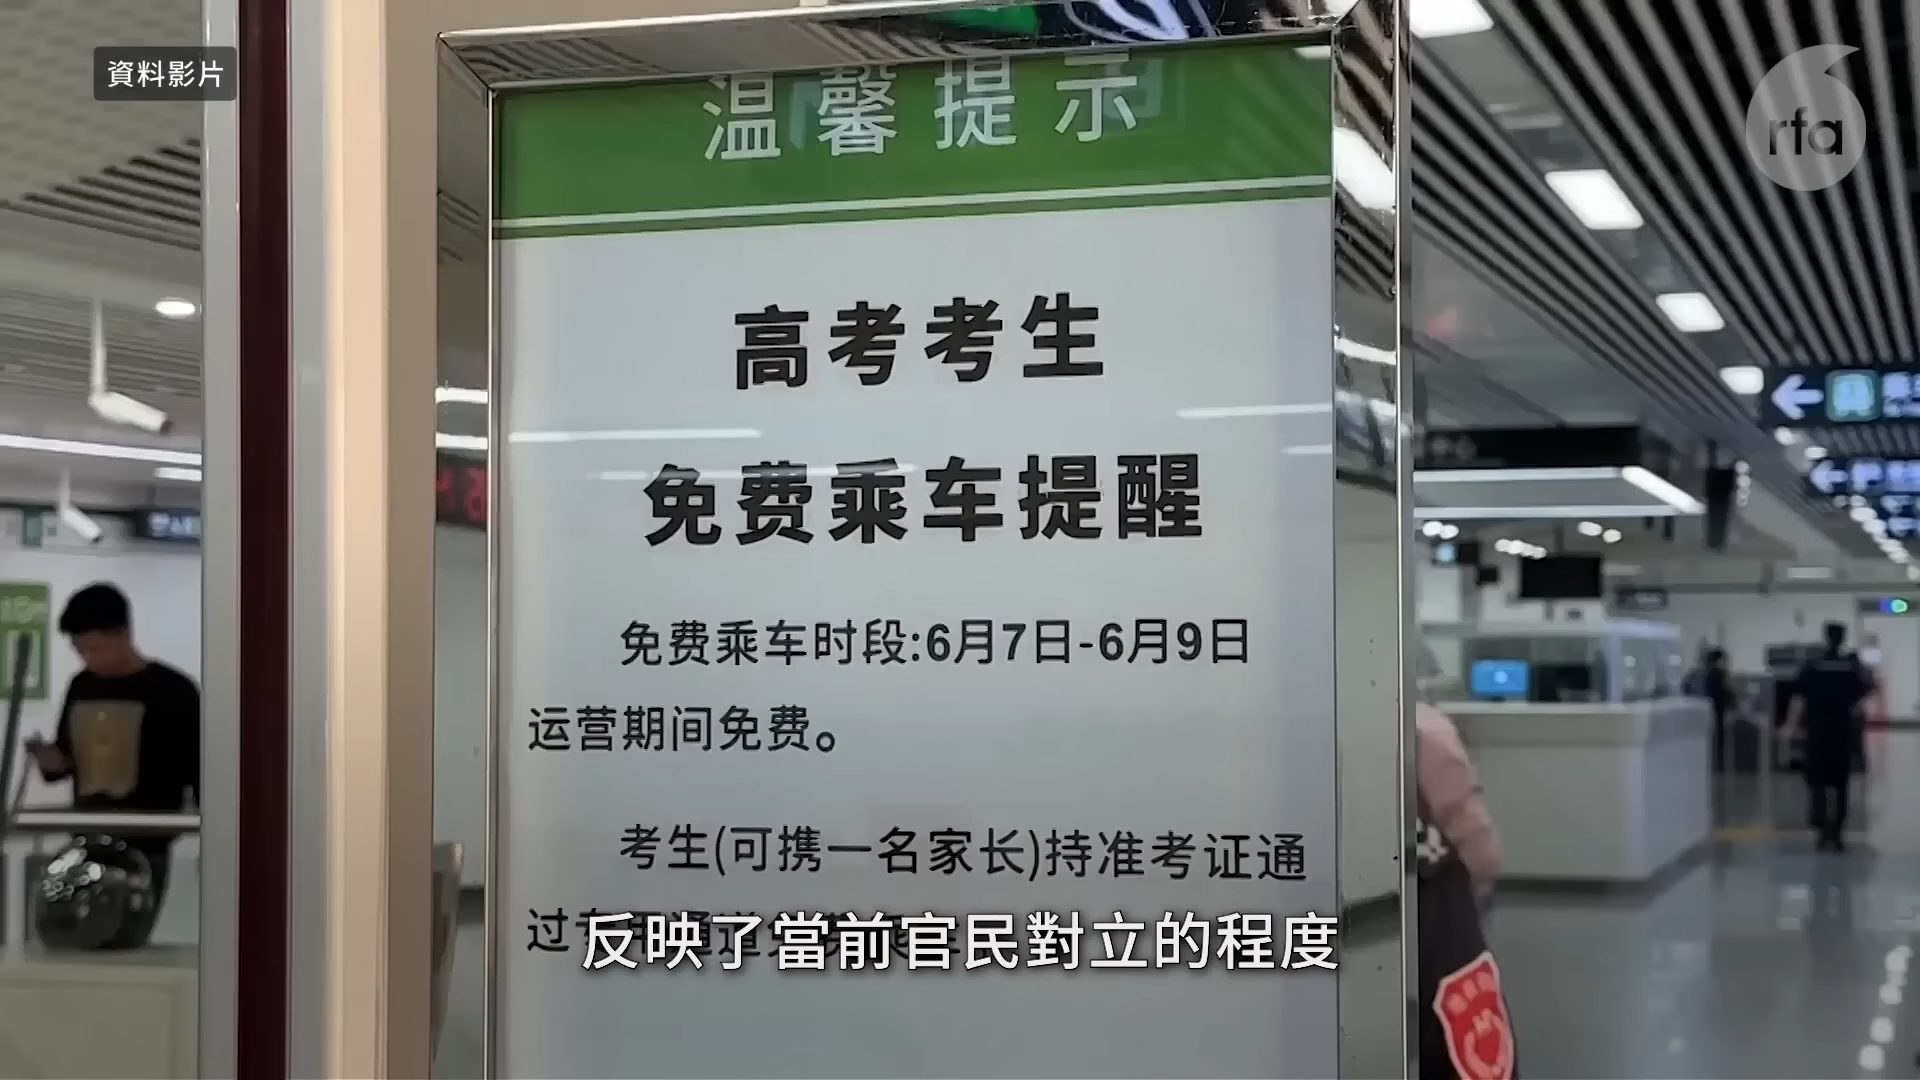 資料影片
rfa
温馨提示
高考考生
免费乘车提醒
免费乘车时段:6月7日-6月9日
运营期间免费。
考生(可携一名家长)持准考证通
反映了當前官民對立的程度